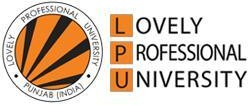 LOVELY PROFESSIONAL UNIVERSITY
• PUNJAB (INDIA) •
LOVELY
PROFESSIONAL
UNIVERSITY